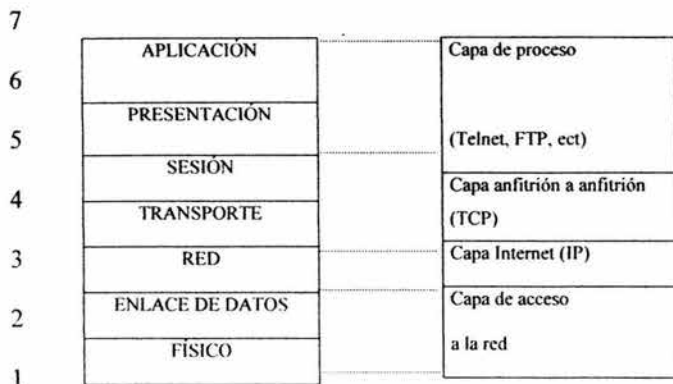 7
APLICACIÓN
Capa de proceso
6
PRESENTACIÓN
5
(Telnet, FTP, ect)
SESIÓN
4
Capa anfitrión a anfitrión
TRANSPORTE
(TCP)
3
RED
Capa Internet (IP)
ENLACE DE DATOS
Capa de acceso
2
a la red
FÍSICO
1